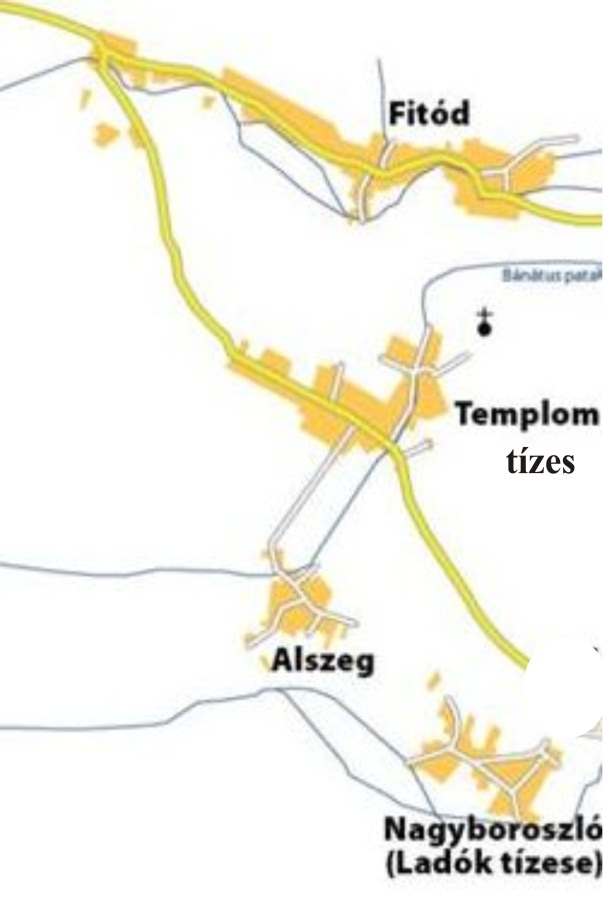 Fitód
Bánátus patak
Templom
tízes
Alszeg
Nagyboroszló
(Ladók tízese)